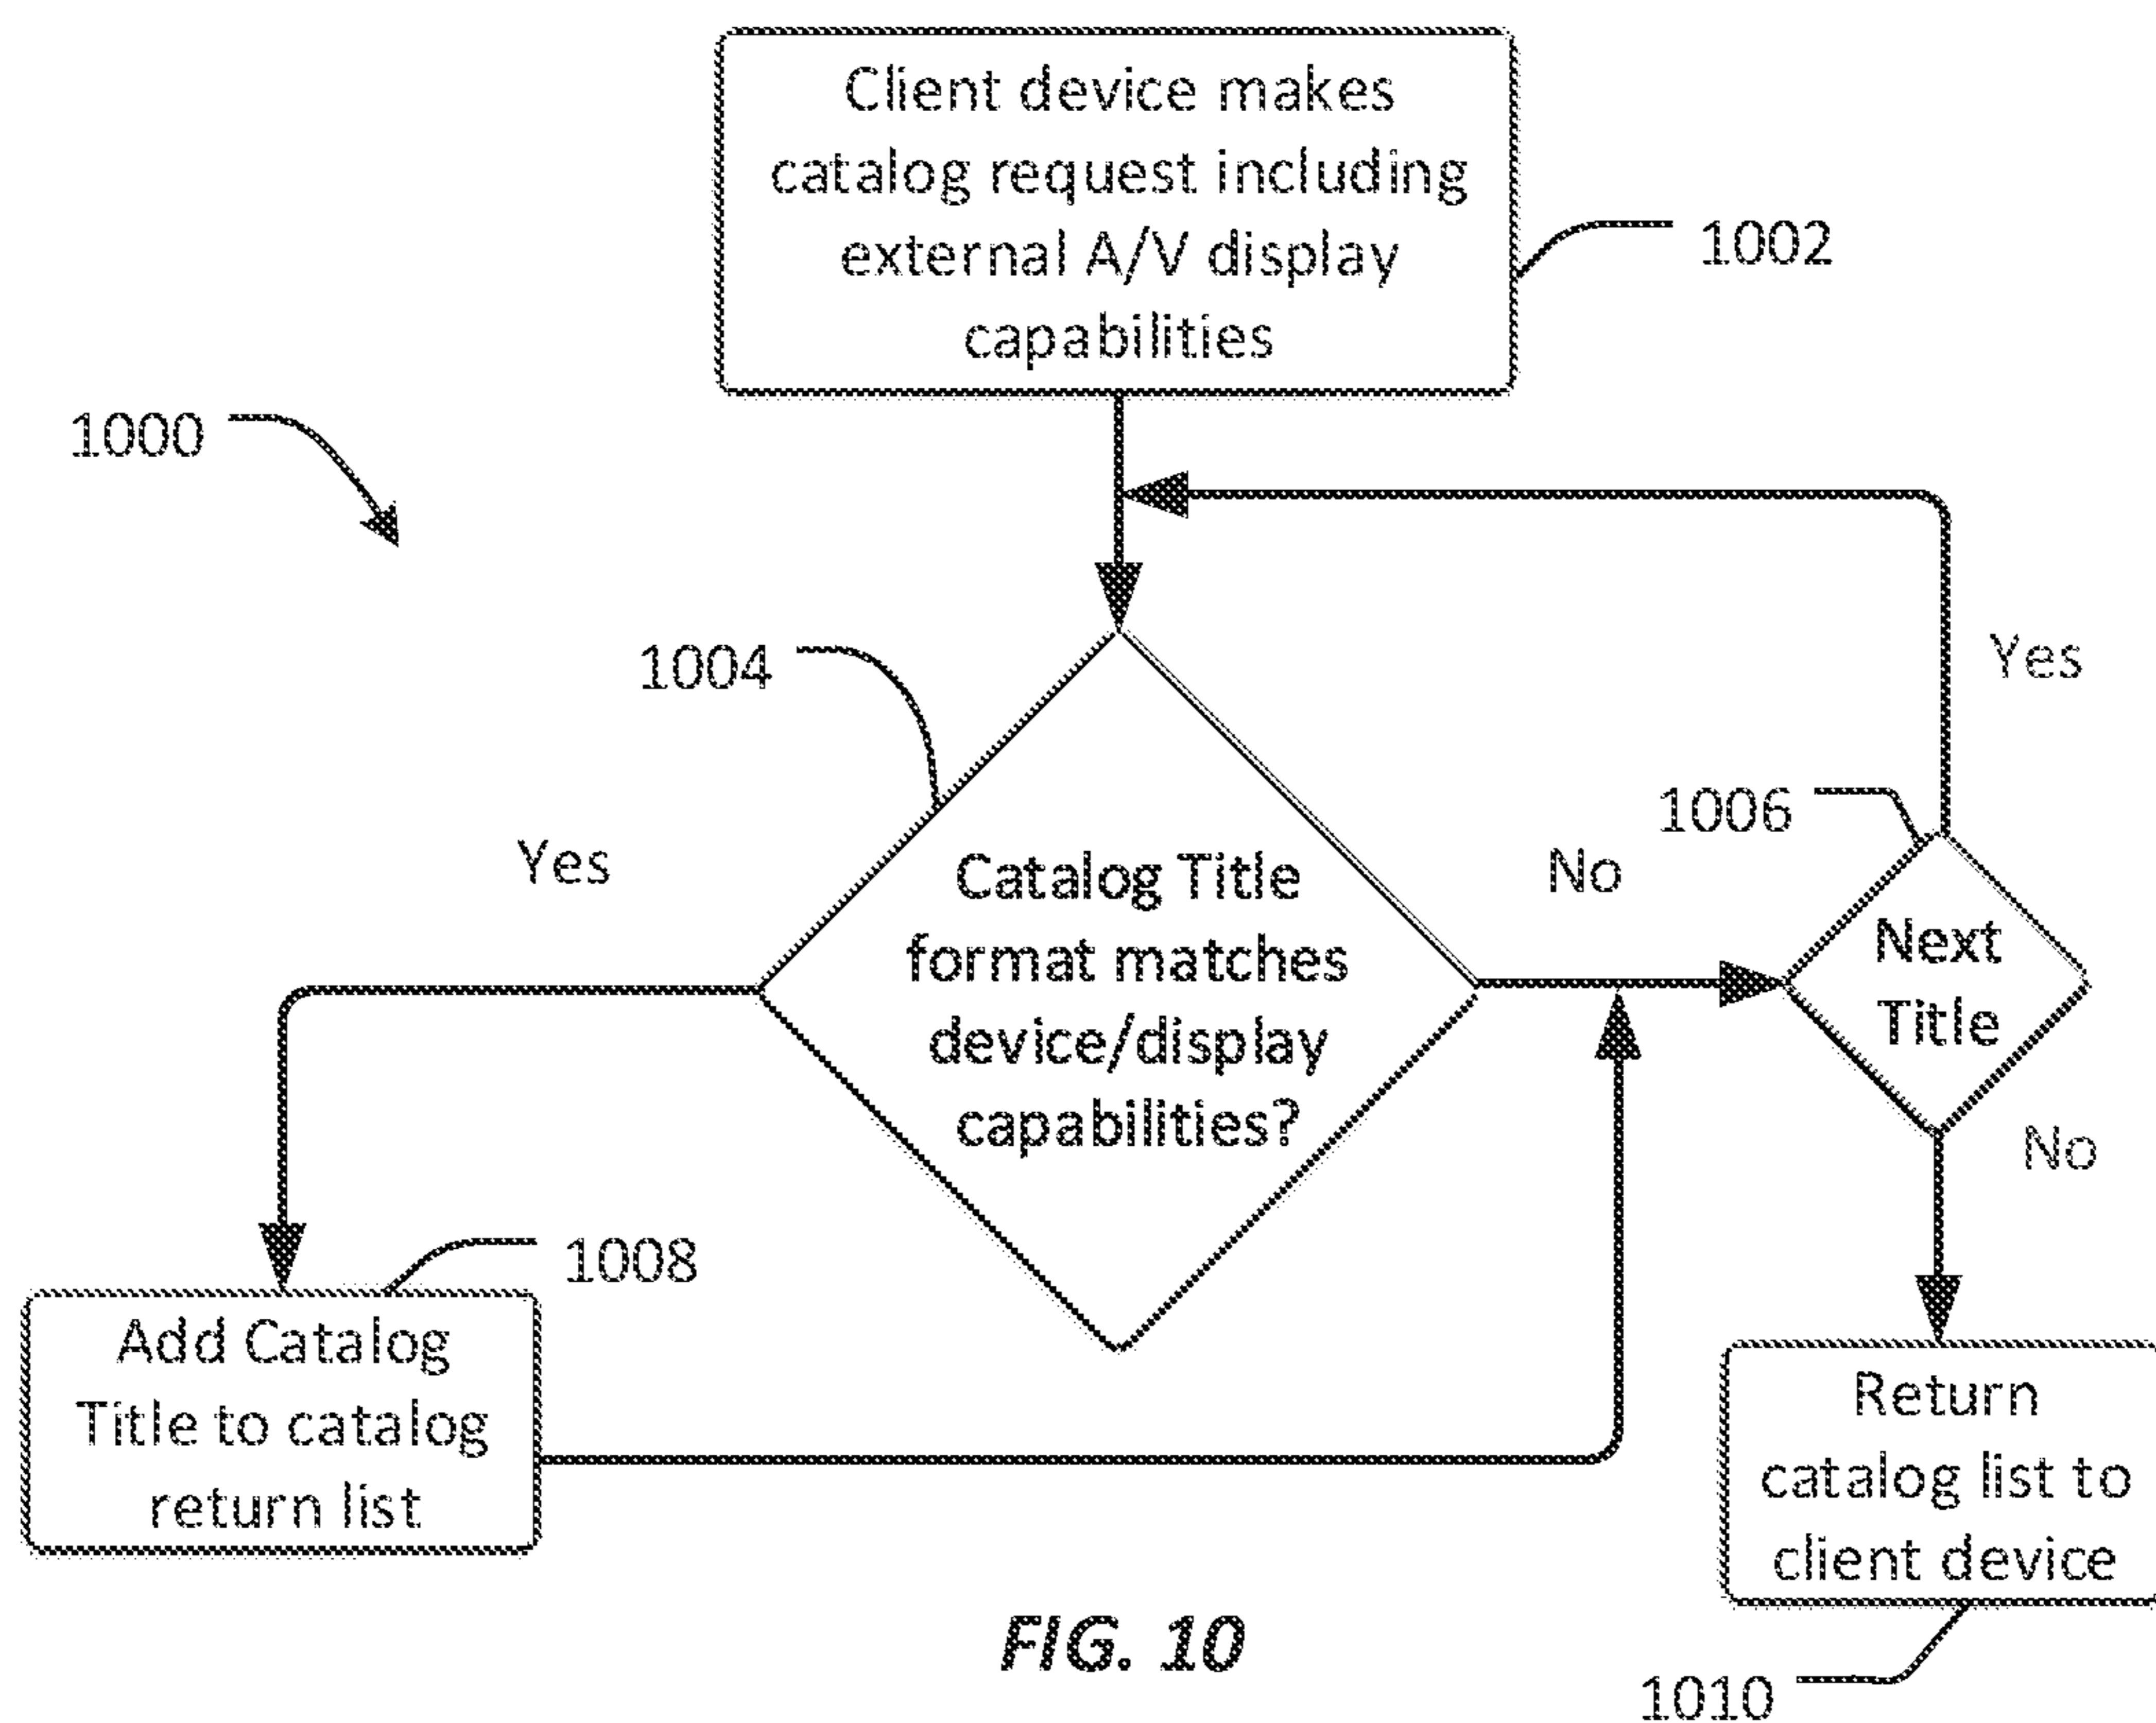 Client device makes
catalog request including
external A/V display
capabilities
1002
1000
1004
Yes
1006
Yes
Catalog Title
format matches
device/display
capabilities?
No
Next
Title
No
1008
Add Catalog
Title to catalog
return list
Return
catalog list to
client device
FIG. 10
1010